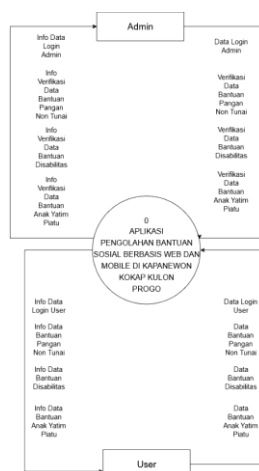 Admin
Info Data
Login
Admin
Info
Verifikasi
Data
Bantuan
Pangan
Non Tunai
Info
Verifikasi
Data
Bantuan
Disabilitas
Info
Verifikasi
Data
Bantuan
Anak Yatim
Piatu
Data Login
Admin
Verifikasi
Data
Bantuan
Pangan
Non Tunai
Verifikasi
Data
Bantuan
Disabilitas
Verifikasi
Data
Bantuan
Anak Yatim
Piatu
0
APLIKASI
PENGOLAHAN BANTUAN
SOSIAL BERBASIS WEB DAN
MOBILE DI KAPANEWON
KOKAP KULON
PROGO
Info Data
Login User
Info Data
Bantuan
Pangan
Non Tunai
Info Data
Bantuan
Disabilitas
Info Data
Bantuan
Anak Yatim
Piatu
Data Login
User
Data
Bantuan
Pangan
Non Tunai
Data
Bantuan
Disabilitas
Data
Bantuan
Anak Yatim
Piatu
User